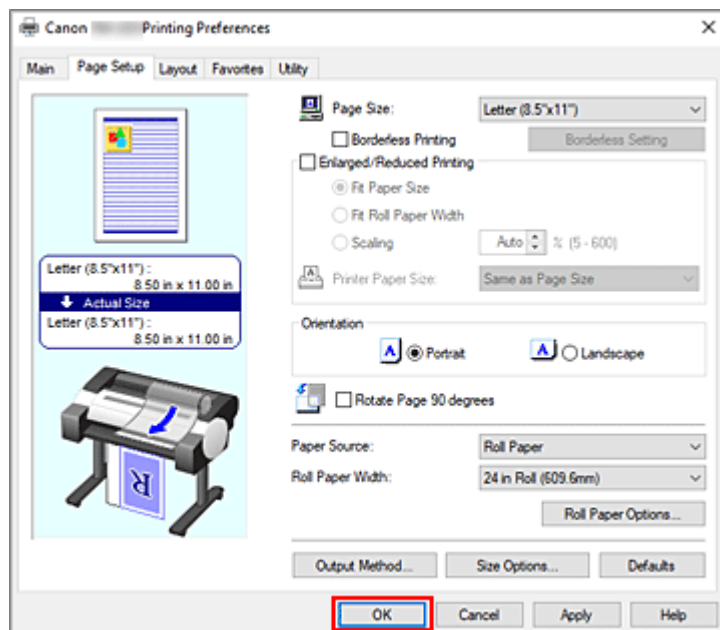 Canon Printing Preferences
Main Page Setup Layout Favorites Utility
Page Size: Letter (8.5"x11")
Borderless Printing Borderless Setting
Enlarged/Reduced Printing
Fit Paper Size
Fit Roll Paper Width
Scaling Auto % (5 - 600)
Printer Paper Size: Same as Page Size
Letter (8.5"x11") :
8.50 in x 11.00 in
Actual Size
Letter (8.5"x11") :
8.50 in x 11.00 in
Orientation
A Portrait A Landscape
Rotate Page 90 degrees
R
Paper Source: Roll Paper
Roll Paper Width: 24 in Roll (609.6mm)
Roll Paper Options...
Output Method... Size Options... Defaults
OK Cancel Apply Help